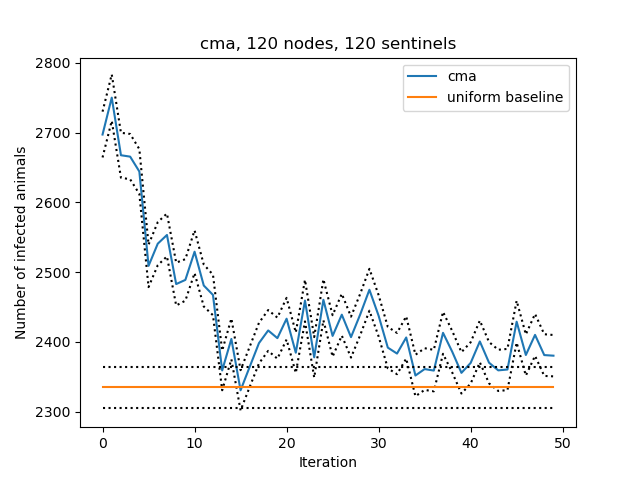 cma, 120 nodes, 120 sentinels
cma
uniform baseline
Number of infected animals
2800
2700
2600
2500
2400
2300
0 10 20 30 40 50
Iteration